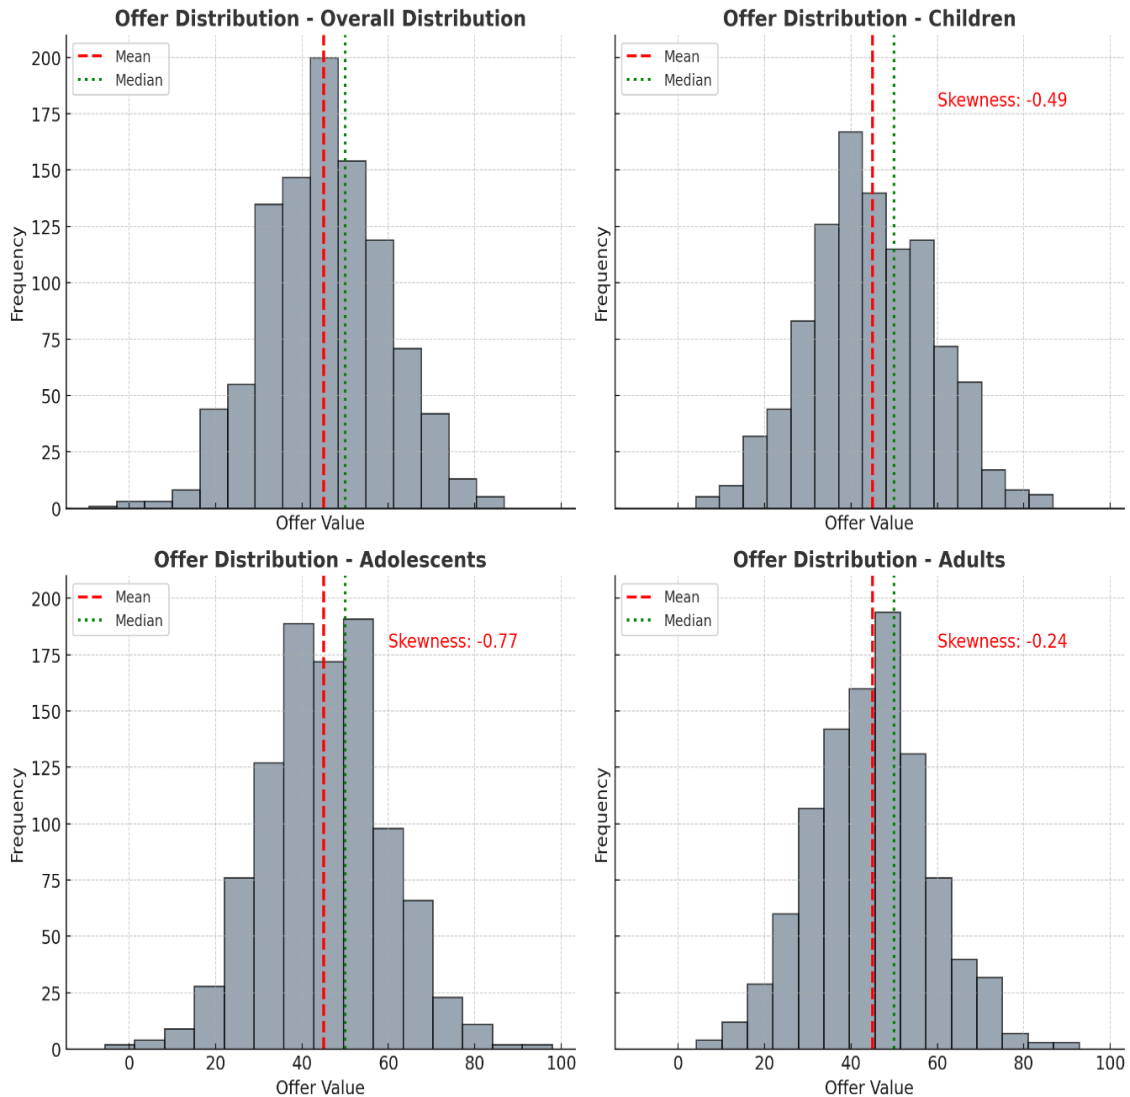 Offer Distribution - Overall Distribution
Mean
Median
200
175
150
125
100
75
50
25
0
Frequency
Offer Value
Offer Distribution - Children
Mean
Median
Skewness: -0.49
Frequency
Offer Value
Offer Distribution - Adolescents
Mean
Median
Skewness: -0.77
200
175
150
125
100
75
50
25
0
Frequency
0 20 40 60 80 100
Offer Value
Offer Distribution - Adults
Mean
Median
Skewness: -0.24
Frequency
0 20 40 60 80 100
Offer Value